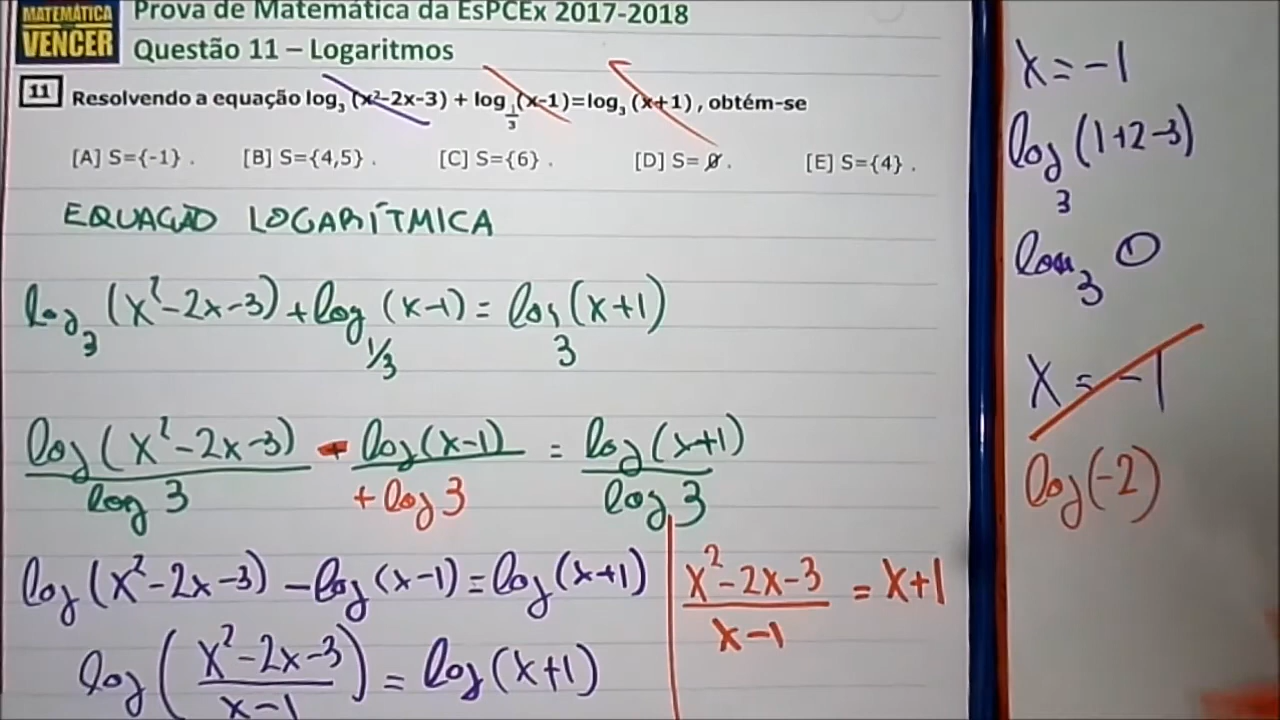 MATEMÁTICA
VENCER
Prova de Matemática da EsPCEx 2017-2018
Questão 11 – Logaritmos
11 Resolvendo a equação log₃ (x²-2x-3) + log_{1/3} (x-1)=log₃ (x+1), obtém-se
[A] S={-1} . [B] S={4,5} . [C] S={6} . [D] S= ∅ . [E] S={4} .
EQUAÇÃO LOGARÍTMICA
log₃ (x²-2x-3) + log_{1/3} (x-1) = log₃ (x+1)
log(x²-2x-3)/log 3 - log(x-1)/+log 3 = log(x+1)/log 3
log(x²-2x-3) - log(x-1) = log(x+1)
log((x²-2x-3)/(x-1)) = log(x+1)
(x²-2x-3)/(x-1) = x+1
x = -1
log₃ (1+2-3)
log₃ 0
x = -1
log(-2)